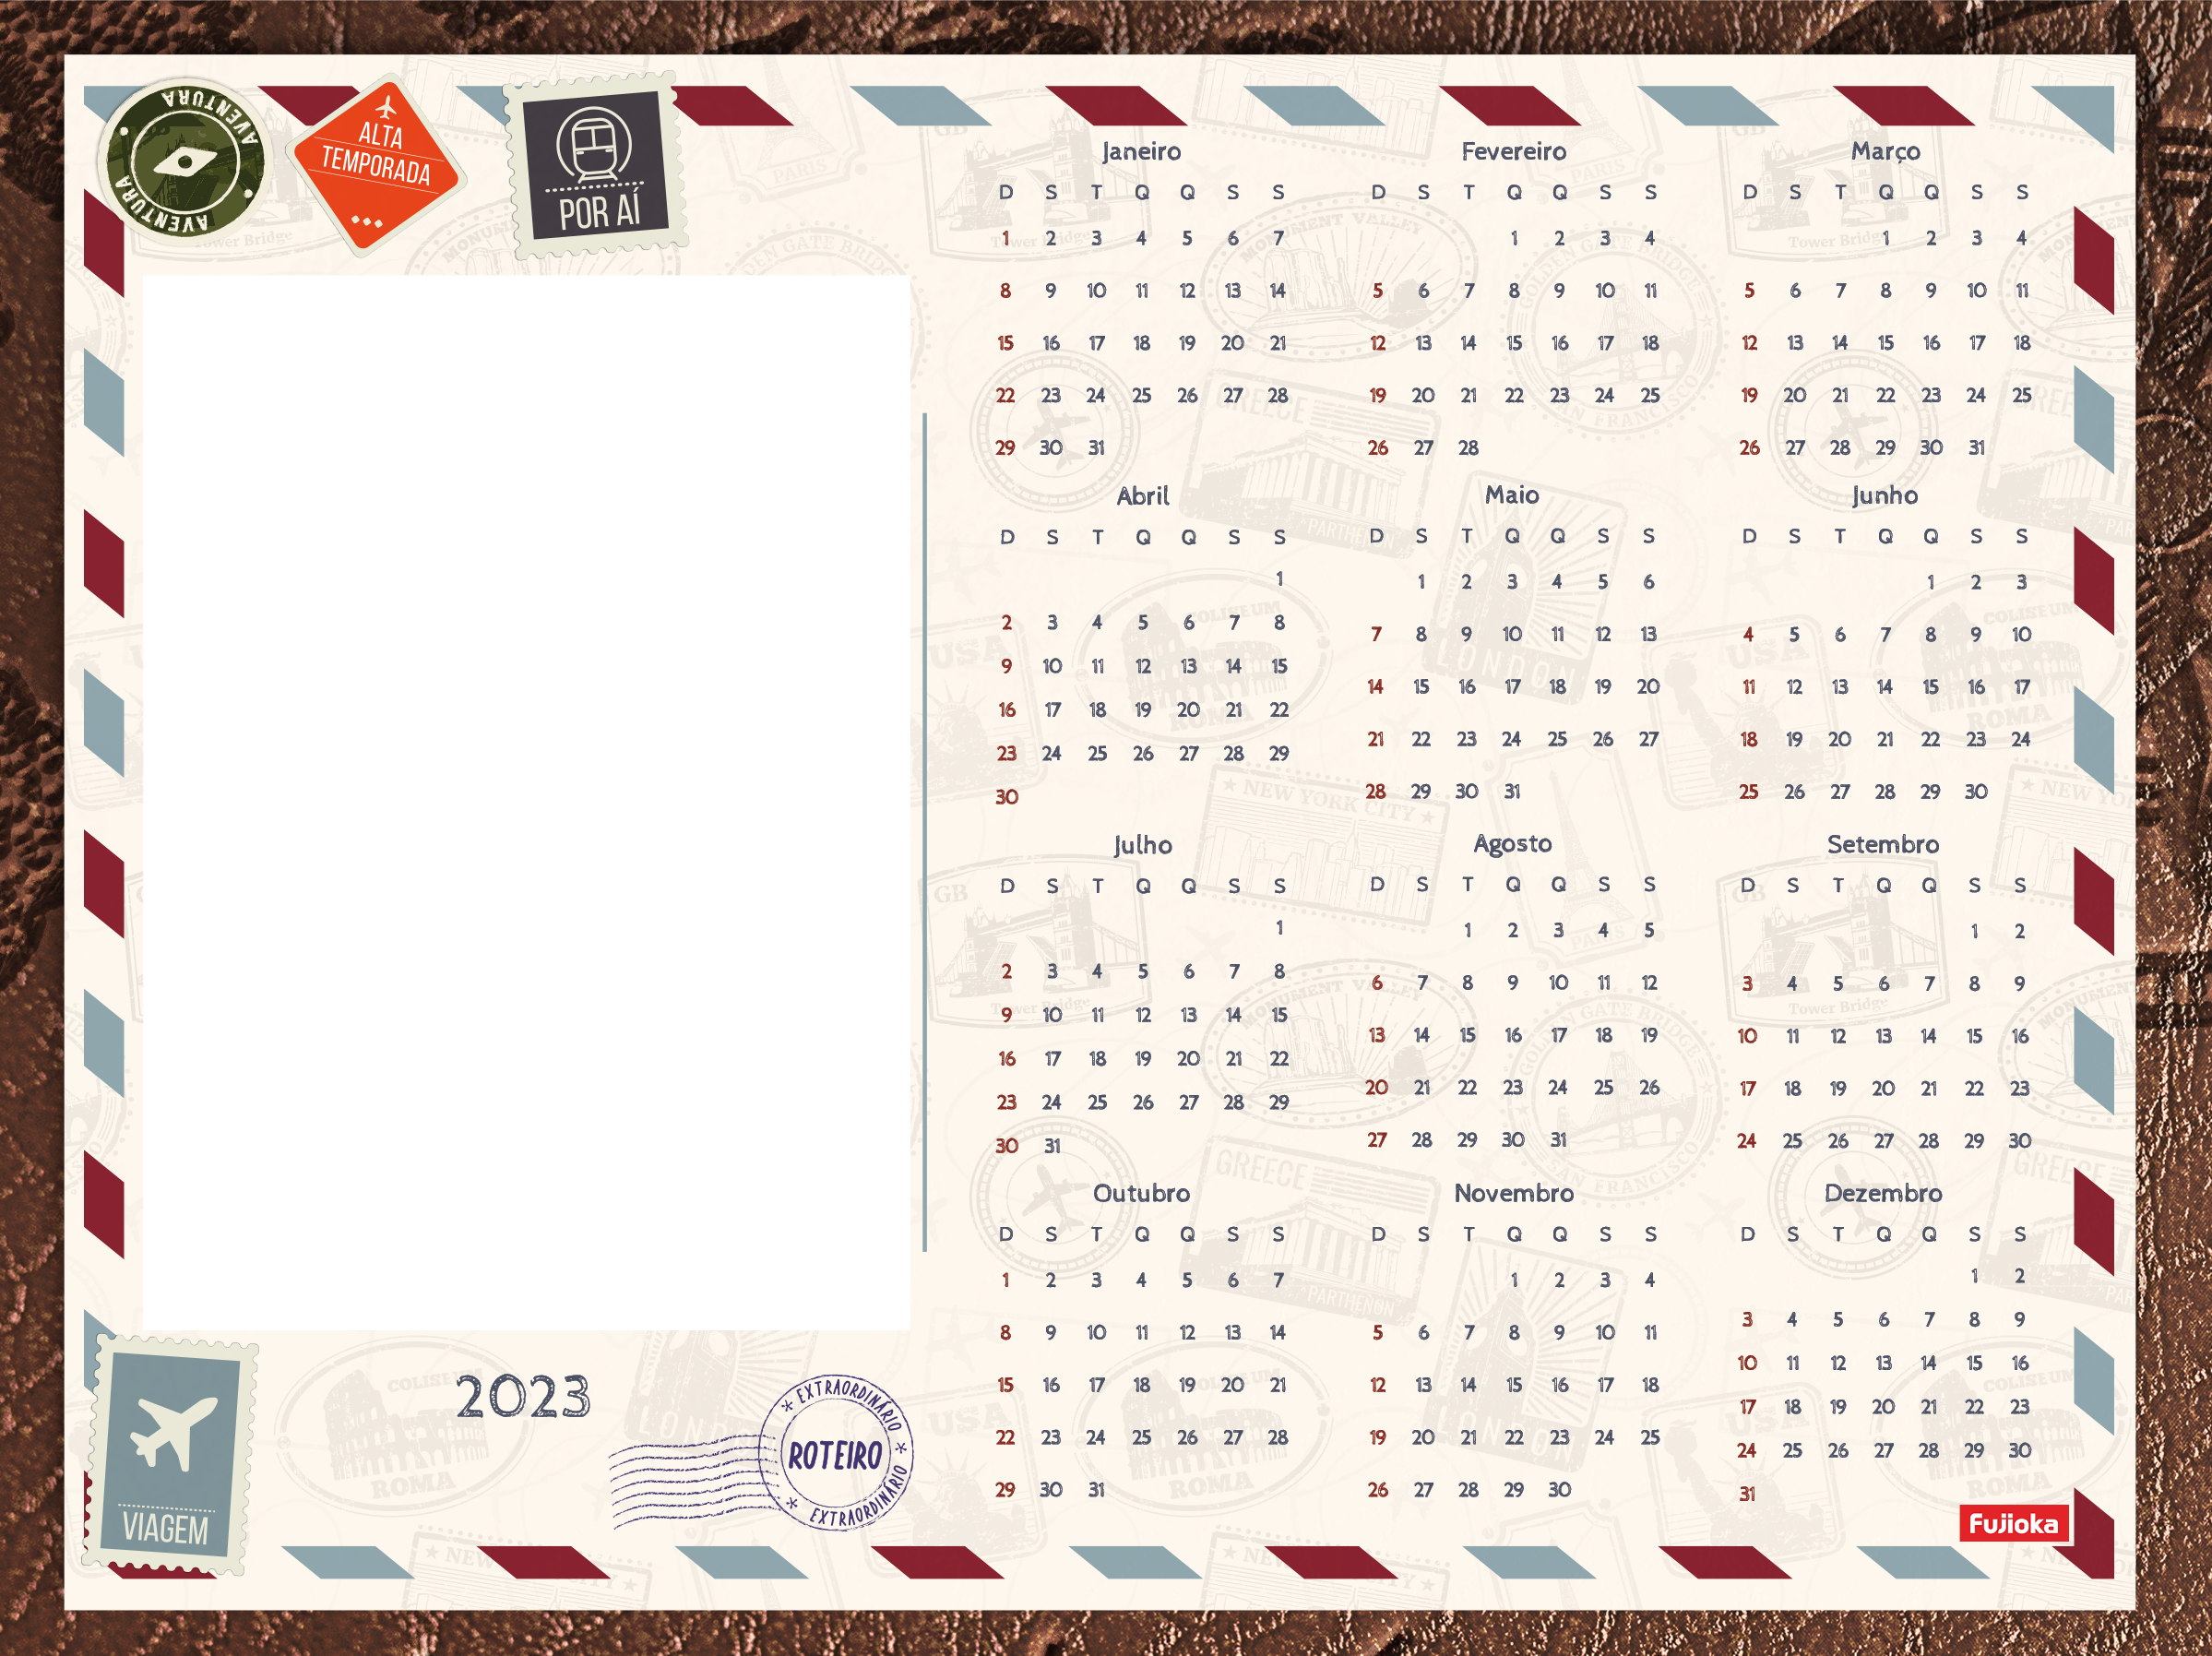 AVENTURA
AVENTURA
AVENTURA
AVENTURA
ALTA
TEMPORADA
POR AÍ
Janeiro
D S T Q Q S S
1 2 3 4 5 6 7
8 9 10 11 12 13 14
15 16 17 18 19 20 21
22 23 24 25 26 27 28
29 30 31
Fevereiro
D S T Q Q S S
1 2 3 4
5 6 7 8 9 10 11
12 13 14 15 16 17 18
19 20 21 22 23 24 25
26 27 28
Março
D S T Q Q S S
1 2 3 4
5 6 7 8 9 10 11
12 13 14 15 16 17 18
19 20 21 22 23 24 25
26 27 28 29 30 31
Abril
D S T Q Q S S
1
2 3 4 5 6 7 8
9 10 11 12 13 14 15
16 17 18 19 20 21 22
23 24 25 26 27 28 29
30
Maio
D S T Q Q S S
1 2 3 4 5 6
7 8 9 10 11 12 13
14 15 16 17 18 19 20
21 22 23 24 25 26 27
28 29 30 31
Junho
D S T Q Q S S
1 2 3
4 5 6 7 8 9 10
11 12 13 14 15 16 17
18 19 20 21 22 23 24
25 26 27 28 29 30
Julho
D S T Q Q S S
1
2 3 4 5 6 7 8
9 10 11 12 13 14 15
16 17 18 19 20 21 22
23 24 25 26 27 28 29
30 31
Agosto
D S T Q Q S S
1 2 3 4 5
6 7 8 9 10 11 12
13 14 15 16 17 18 19
20 21 22 23 24 25 26
27 28 29 30 31
Setembro
D S T Q Q S S
1 2
3 4 5 6 7 8 9
10 11 12 13 14 15 16
17 18 19 20 21 22 23
24 25 26 27 28 29 30
Outubro
D S T Q Q S S
1 2 3 4 5 6 7
8 9 10 11 12 13 14
15 16 17 18 19 20 21
22 23 24 25 26 27 28
29 30 31
Novembro
D S T Q Q S S
1 2 3 4
5 6 7 8 9 10 11
12 13 14 15 16 17 18
19 20 21 22 23 24 25
26 27 28 29 30
Dezembro
D S T Q Q S S
1 2
3 4 5 6 7 8 9
10 11 12 13 14 15 16
17 18 19 20 21 22 23
24 25 26 27 28 29 30
31
2023
EXTRAORDINÁRIO
ROTEIRO
EXTRAORDINÁRIO
VIAGEM
Fujioka